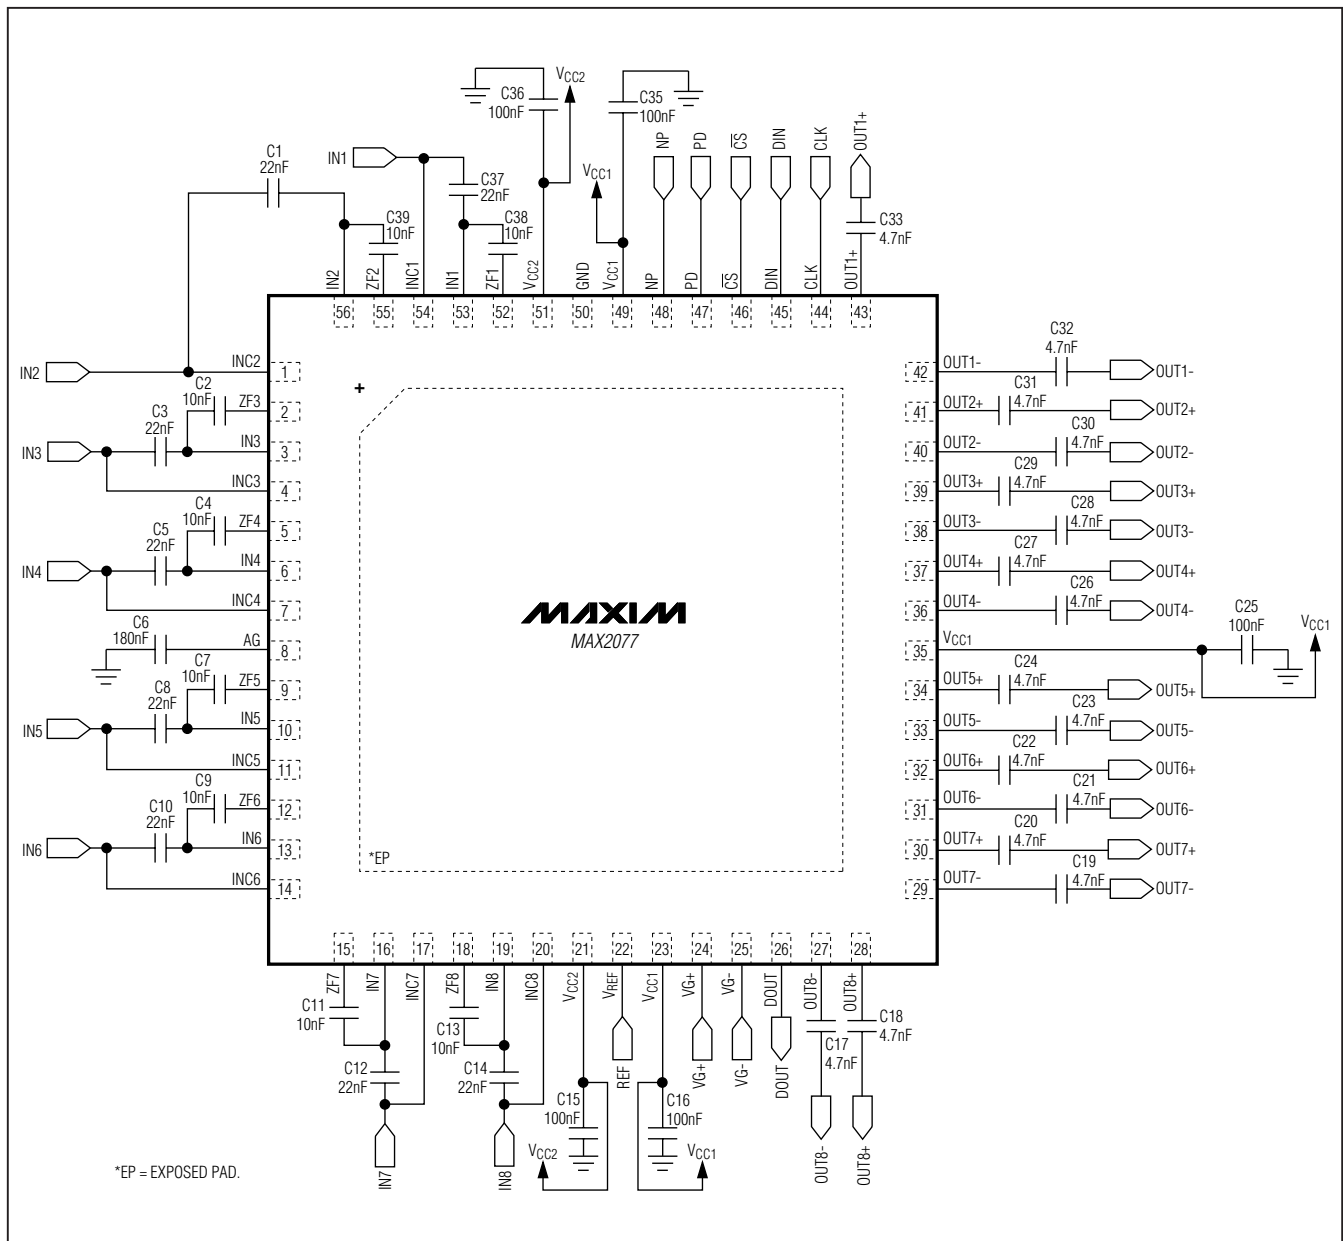 VCC2
C36
100nF
C35
100nF
VCC1
NP
PD
CS
DIN
CLK
OUT1+
C1
22nF
IN1
C37
22nF
C39
10nF
C38
10nF
C33
4.7nF
IN2
ZF2
INC1
IN1
ZF1
VCC2
GND
VCC1
NP
PD
CS
DIN
CLK
OUT1+
56
55
54
53
52
51
50
49
48
47
46
45
44
43
IN2
INC2
1
C2
10nF
ZF3
2
C3
22nF
IN3
IN3
3
INC3
4
C4
10nF
ZF4
5
C5
22nF
IN4
IN4
6
INC4
7
C6
180nF
AG
8
C7
10nF
ZF5
9
C8
22nF
IN5
IN5
10
INC5
11
C9
10nF
ZF6
12
C10
22nF
IN6
IN6
13
INC6
14
+
MAXIM
MAX2077
*EP
42
OUT1-
C32
4.7nF
OUT1-
41
OUT2+
C31
4.7nF
OUT2+
40
OUT2-
C30
4.7nF
OUT2-
39
OUT3+
C29
4.7nF
OUT3+
38
OUT3-
C28
4.7nF
OUT3-
37
OUT4+
C27
4.7nF
OUT4+
36
OUT4-
C26
4.7nF
OUT4-
35
VCC1
C25
100nF
VCC1
34
OUT5+
C24
4.7nF
OUT5+
33
OUT5-
C23
4.7nF
OUT5-
32
OUT6+
C22
4.7nF
OUT6+
31
OUT6-
C21
4.7nF
OUT6-
30
OUT7+
C20
4.7nF
OUT7+
29
OUT7-
C19
4.7nF
OUT7-
15
16
17
18
19
20
21
22
23
24
25
26
27
28
ZF7
IN7
INC7
ZF8
IN8
INC8
VCC2
VREF
VCC1
VG+
VG-
DOUT
OUT8-
OUT8+
C11
10nF
C12
22nF
C13
10nF
C14
22nF
C15
100nF
REF
C16
100nF
VG+
VG-
DOUT
C17
4.7nF
C18
4.7nF
IN7
IN8
VCC2
VCC1
OUT8-
OUT8+
*EP = EXPOSED PAD.